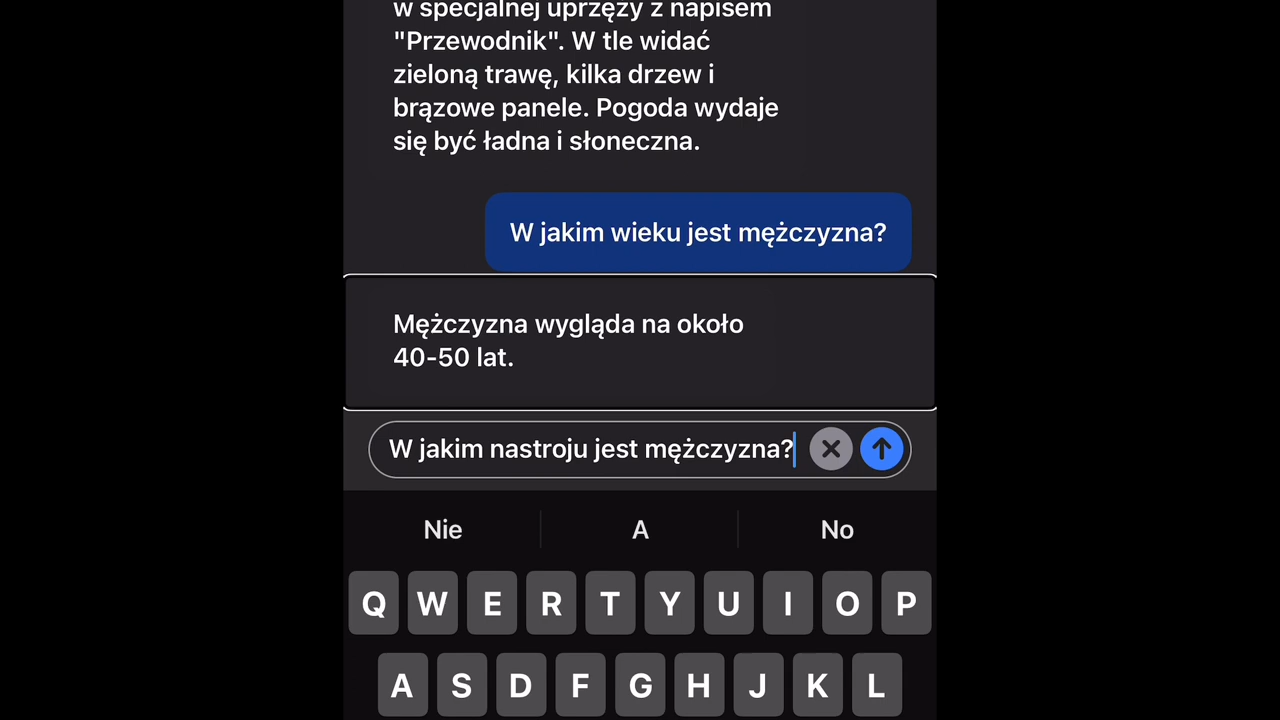 w specjalnej uprzęży z napisem
"Przewodnik". W tle widać
zieloną trawę, kilka drzew i
brązowe panele. Pogoda wydaje
się być ładna i słoneczna.
W jakim wieku jest mężczyzna?
Mężczyzna wygląda na około
40-50 lat.
W jakim nastroju jest mężczyzna?
Nie A No
Q W E R T Y U I O P
A S D F G H J K L